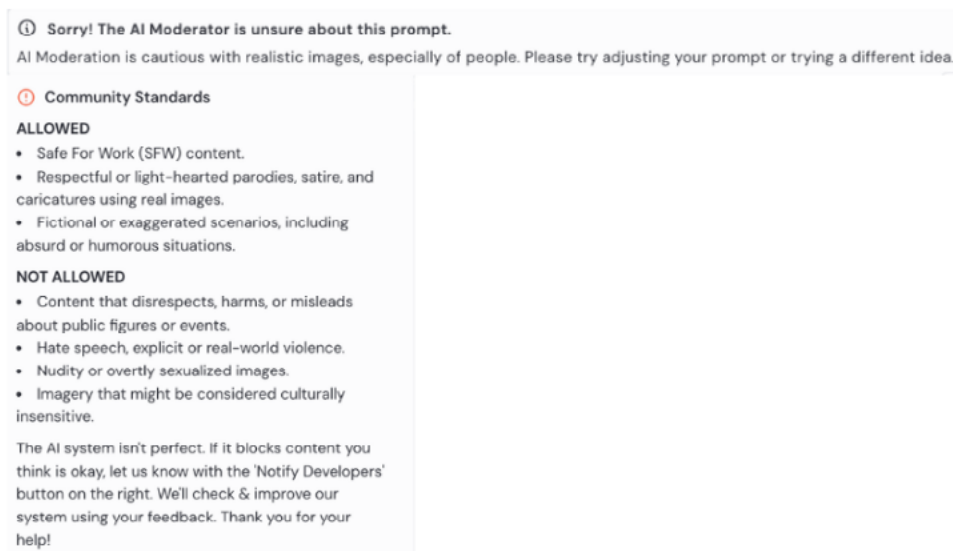 Sorry! The AI Moderator is unsure about this prompt.
AI Moderation is cautious with realistic images, especially of people. Please try adjusting your prompt or trying a different idea.
Community Standards
ALLOWED
• Safe For Work (SFW) content.
• Respectful or light-hearted parodies, satire, and
caricatures using real images.
• Fictional or exaggerated scenarios, including
absurd or humorous situations.
NOT ALLOWED
• Content that disrespects, harms, or misleads
about public figures or events.
• Hate speech, explicit or real-world violence.
• Nudity or overtly sexualized images.
• Imagery that might be considered culturally
insensitive.
The AI system isn't perfect. If it blocks content you
think is okay, let us know with the 'Notify Developers'
button on the right. We'll check & improve our
system using your feedback. Thank you for your
help!